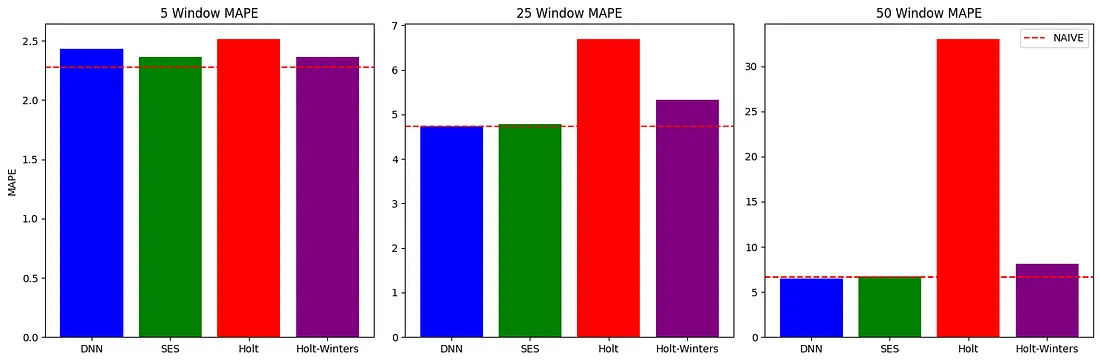 5 Window MAPE
25 Window MAPE
50 Window MAPE
MAPE
2.5
2.0
1.5
1.0
0.5
0.0
DNN SES Holt Holt-Winters
7
6
5
4
3
2
1
0
DNN SES Holt Holt-Winters
NAIVE
30
25
20
15
10
5
0
DNN SES Holt Holt-Winters